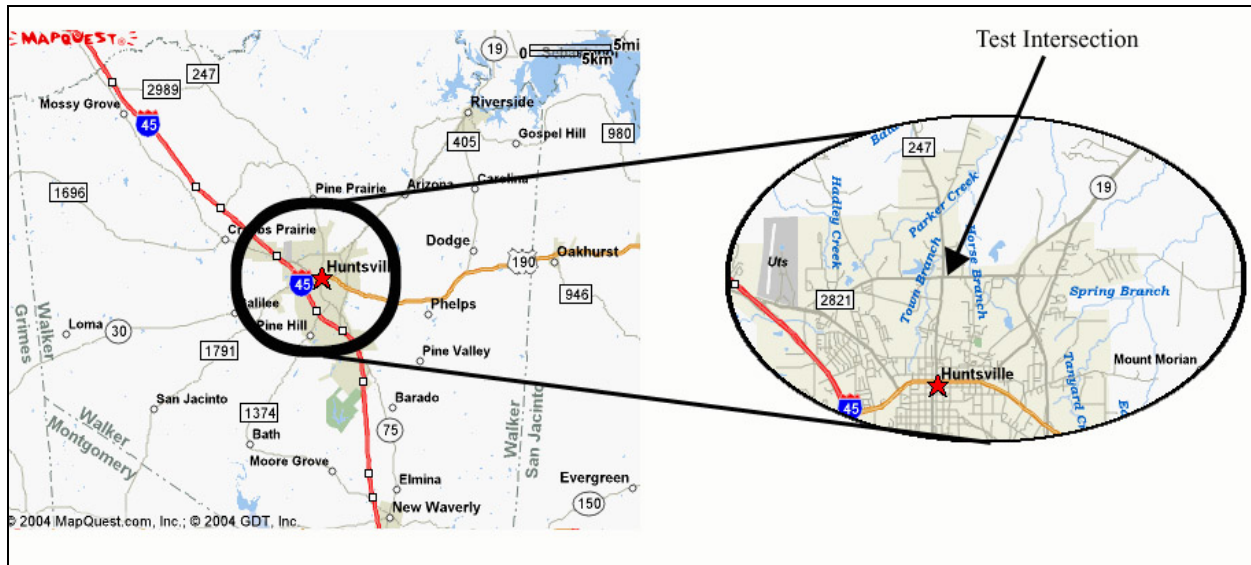 MAPQUEST
5mi
0
5km
19
247
2989
Mossy Grove
45
Riverside
405
Gospel Hill
980
1696
Pine Prairie
Arizona
Carolina
Dodge
Oakhurst
190
Huntsville
45
946
Phelps
Loma
30
Pine Hill
1791
Pine Valley
Walker
Grimes
San Jacinto
1374
Barado
75
Walker
San Jacinto
Walker
Montgomery
Bath
Moore Grove
Elmina
Evergreen
150
New Waverly
© 2004 MapQuest.com, Inc.; © 2004 GDT, Inc.
Test Intersection
247
19
Hadley Creek
Parker Creek
Town Branch
Horse Branch
Uts
2821
Spring Branch
Huntsville
Mount Morian
45